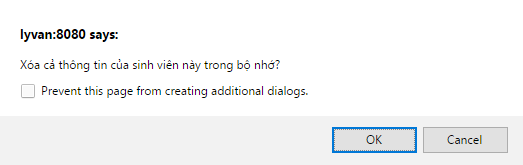 lyvan:8080 says:
Xóa cả thông tin của sinh viên này trong bộ nhớ?
Prevent this page from creating additional dialogs.
OK Cancel